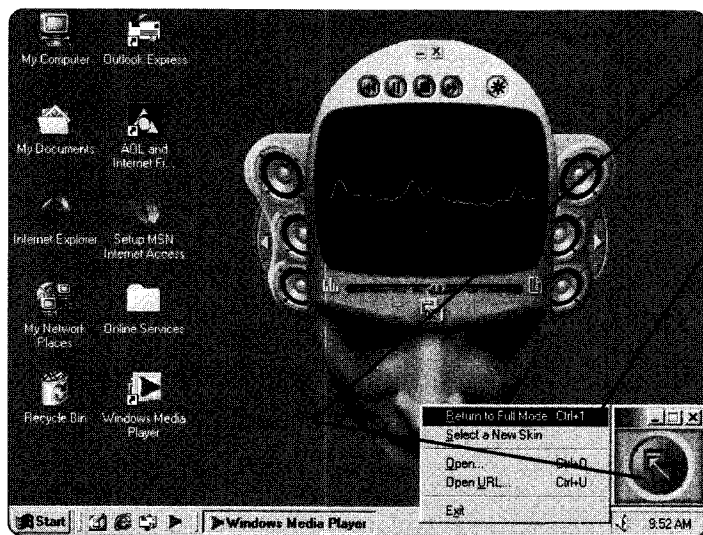 My Computer
Outlook Express
My Documents
AOL and
Internet Fr...
Internet Explorer
Setup MSN
Internet Access
My Network
Places
Online Services
Recycle Bin
Windows Media
Player
Return to Full Mode Ctrl+1
Select a New Skin
Open... Ctrl+O
Open URL... Ctrl+U
Exit
Start
Windows Media Player
9:52 AM